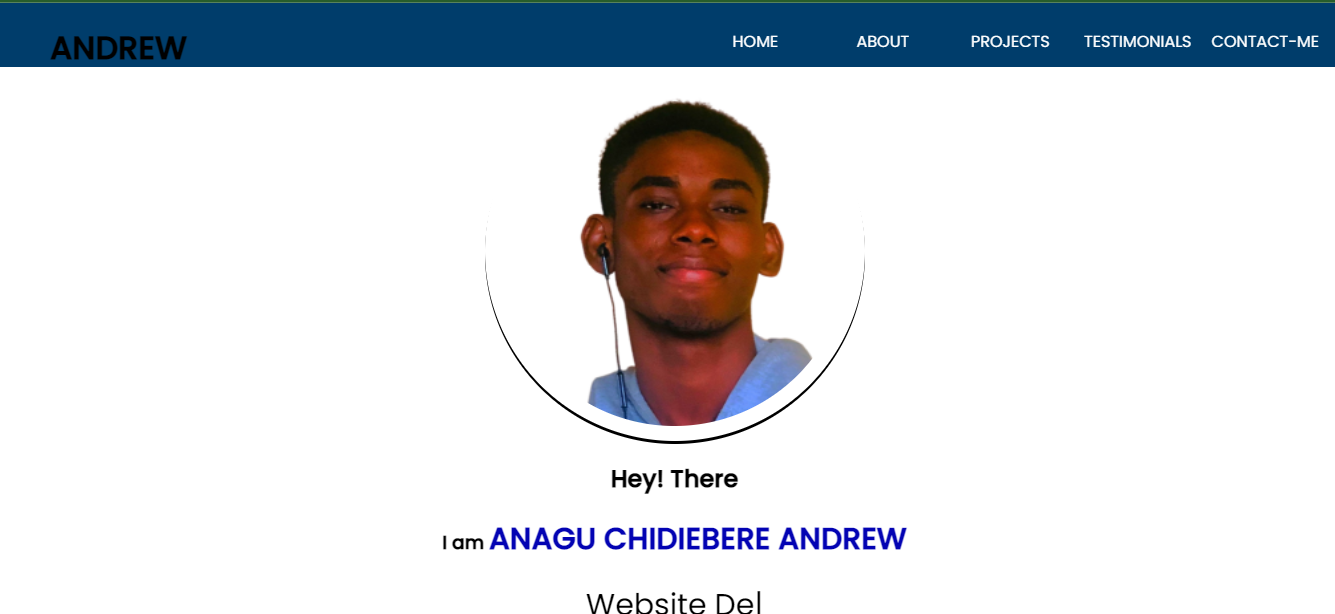 ANDREW
HOME ABOUT PROJECTS TESTIMONIALS CONTACT-ME
Hey! There
I am ANAGU CHIDIEBERE ANDREW
Website Del